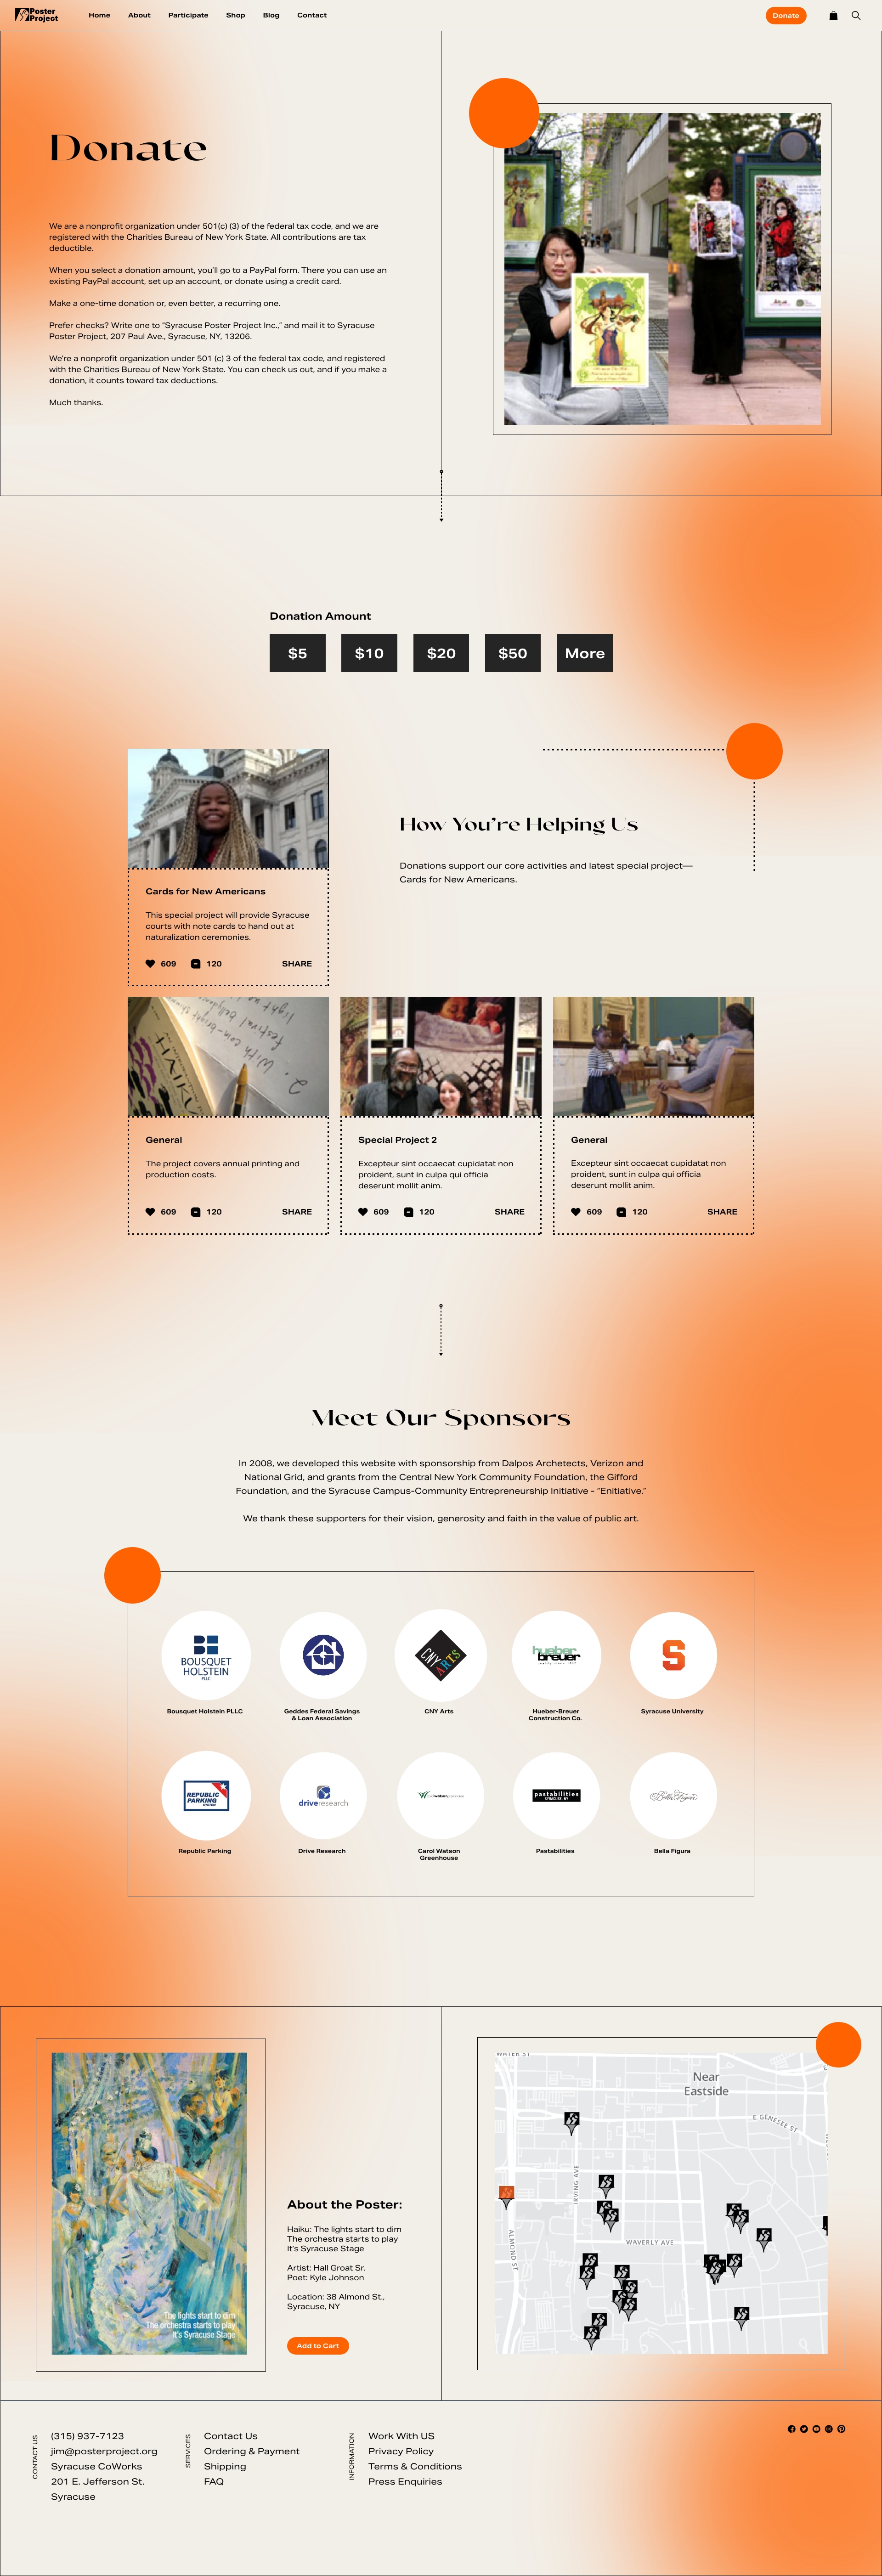 Poster
Project
Home About Participate Shop Blog Contact
Donate
Donate
We are a nonprofit organization under 501(c) (3) of the federal tax code, and we are
registered with the Charities Bureau of New York State. All contributions are tax
deductible.
When you select a donation amount, you'll go to a PayPal form. There you can use an
existing PayPal account, set up an account, or donate using a credit card.
Make a one-time donation or, even better, a recurring one.
Prefer checks? Write one to "Syracuse Poster Project Inc.," and mail it to Syracuse
Poster Project, 207 Paul Ave., Syracuse, NY, 13206.
We're a nonprofit organization under 501 (c) 3 of the federal tax code, and registered
with the Charities Bureau of New York State. You can check us out, and if you make a
donation, it counts toward tax deductions.
Much thanks.
Donation Amount
$5 $10 $20 $50 More
How You're Helping Us
Donations support our core activities and latest special project—
Cards for New Americans.
Cards for New Americans
This special project will provide Syracuse
courts with note cards to hand out at
naturalization ceremonies.
609 120 SHARE
2.
With
festival
light
HAIKU
General
The project covers annual printing and
production costs.
609 120 SHARE
Special Project 2
Excepteur sint occaecat cupidatat non
proident, sunt in culpa qui officia
deserunt mollit anim.
609 120 SHARE
General
Excepteur sint occaecat cupidatat non
proident, sunt in culpa qui officia
deserunt mollit anim.
609 120 SHARE
Meet Our Sponsors
In 2008, we developed this website with sponsorship from Dalpos Archetects, Verizon and
National Grid, and grants from the Central New York Community Foundation, the Gifford
Foundation, and the Syracuse Campus-Community Entrepreneurship Initiative - "Enitiative."
We thank these supporters for their vision, generosity and faith in the value of public art.
BOUSQUET
HOLSTEIN
PLLC
CNY
ARTS
hueber
breuer
S
Bousquet Holstein PLLC
Geddes Federal Savings
& Loan Association
CNY Arts
Hueber-Breuer
Construction Co.
Syracuse University
REPUBLIC
PARKING
SYSTEM
driveresearch
pastabilities
SYRACUSE, NY
Bella Figura
Republic Parking
Drive Research
Carol Watson
Greenhouse
Pastabilities
Bella Figura
The lights start to dim
The orchestra starts to play
It's Syracuse Stage
About the Poster:
Haiku: The lights start to dim
The orchestra starts to play
It's Syracuse Stage
Artist: Hall Groat Sr.
Poet: Kyle Johnson
Location: 38 Almond St.,
Syracuse, NY
Add to Cart
WATER ST
Near
Eastside
E GENESEE ST
IRVING AVE
WAVERLY AVE
ALMOND ST
CONTACT US
(315) 937-7123
jim@posterproject.org
Syracuse CoWorks
201 E. Jefferson St.
Syracuse
SERVICES
Contact Us
Ordering & Payment
Shipping
FAQ
INFORMATION
Work With US
Privacy Policy
Terms & Conditions
Press Enquiries